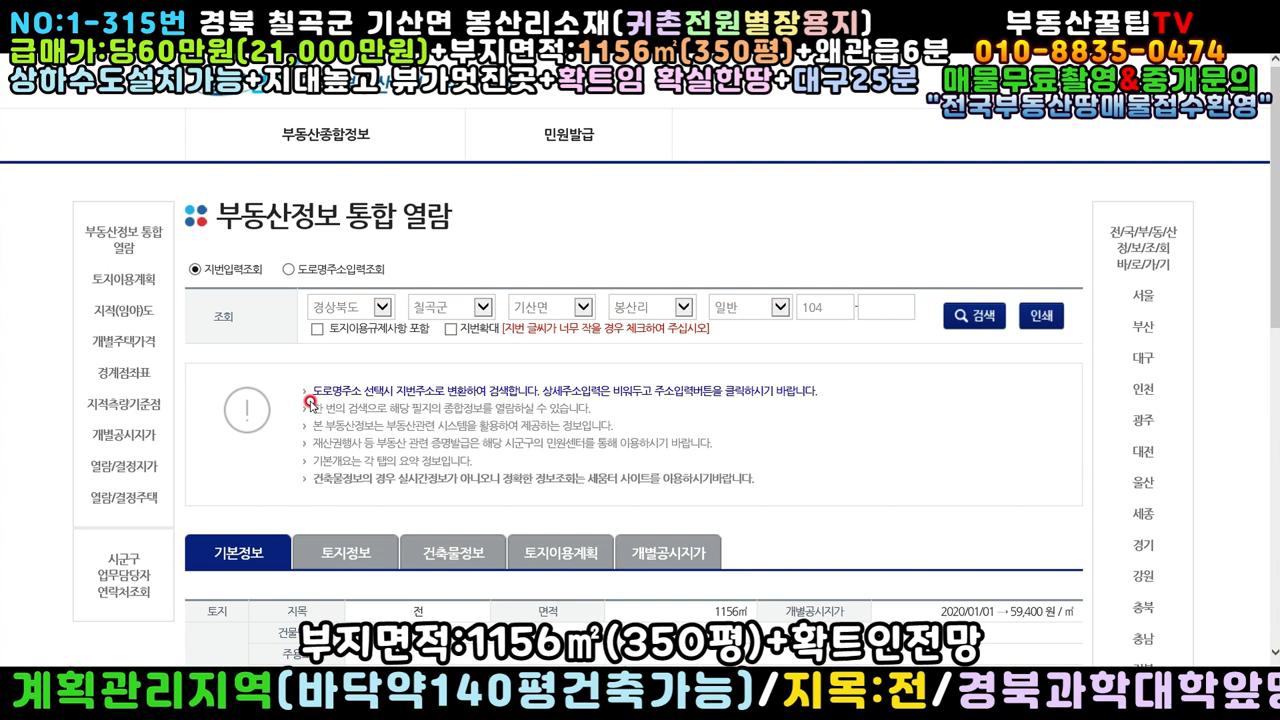 NO:1-315번 경북 칠곡군 기산면 봉산리소재(귀촌전원별장용지)
급매가:당60만원(21,000만원)+부지면적:1156㎡(350평)+왜관읍6분
상하수도설치가능+지대높고 뷰가멋진곳+확트임 확실한땅+대구25분
부동산꿀팁TV
010-8835-0474
매물무료촬영&중개문의
"전국부동산땅매물접수환영"
부동산종합정보 민원발급
부동산정보 통합 열람
토지이용계획
지적(임야)도
개별주택가격
경계점좌표
지적측량기준점
개별공시지가
열람/결정지가
열람/결정주택
시군구
업무담당자
연락처조회
부동산정보 통합 열람
지번입력조회 도로명주소입력조회
조회 경상북도 칠곡군 기산면 봉산리 일반 104 - 검색 인쇄
토지이용규제사항 포함 지번확대 [지번 글씨가 너무 작을 경우 체크하여 주십시오]
› 도로명주소 선택시 지번주소로 변환하여 검색합니다. 상세주소입력은 비워두고 주소입력버튼을 클릭하시기 바랍니다.
› 번의 검색으로 해당 필지의 종합정보를 열람하실 수 있습니다.
› 본 부동산정보는 부동산관련 시스템을 활용하여 제공하는 정보입니다.
› 재산권행사 등 부동산 관련 증명발급은 해당 시군구의 민원센터를 통해 이용하시기 바랍니다.
› 기본개요는 각 탭의 요약 정보입니다.
› 건축물정보의 경우 실시간정보가 아니오니 정확한 정보조회는 세움터 사이트를 이용하시기바랍니다.
기본정보 토지정보 건축물정보 토지이용계획 개별공시지가
토지 지목 전 면적 1156㎡ 개별공시지가 2020/01/01 → 59,400 원 / ㎡
전/국/부/동/산
정/보/조/회
바/로/가/기
서울
부산
대구
인천
광주
대전
울산
세종
경기
강원
충북
충남
부지면적:1156㎡(350평)+확트인전망
계획관리지역(바닥약140평건축가능)/지목:전/경북과학대학앞